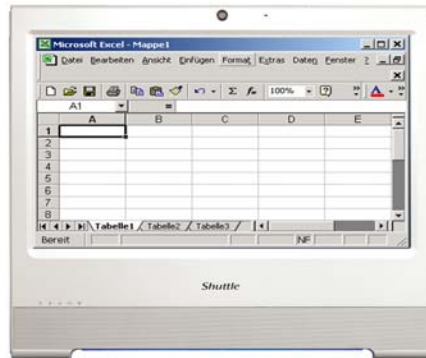 Microsoft Excel - Mappe1
Datei Bearbeiten Ansicht Einfügen Format Extras Daten Fenster ?
Σ fx 100%
A1 =
A B C D E
1
2
3
4
5
6
7
8
Tabelle1 Tabelle2 Tabelle3
Bereit NF
Shuttle